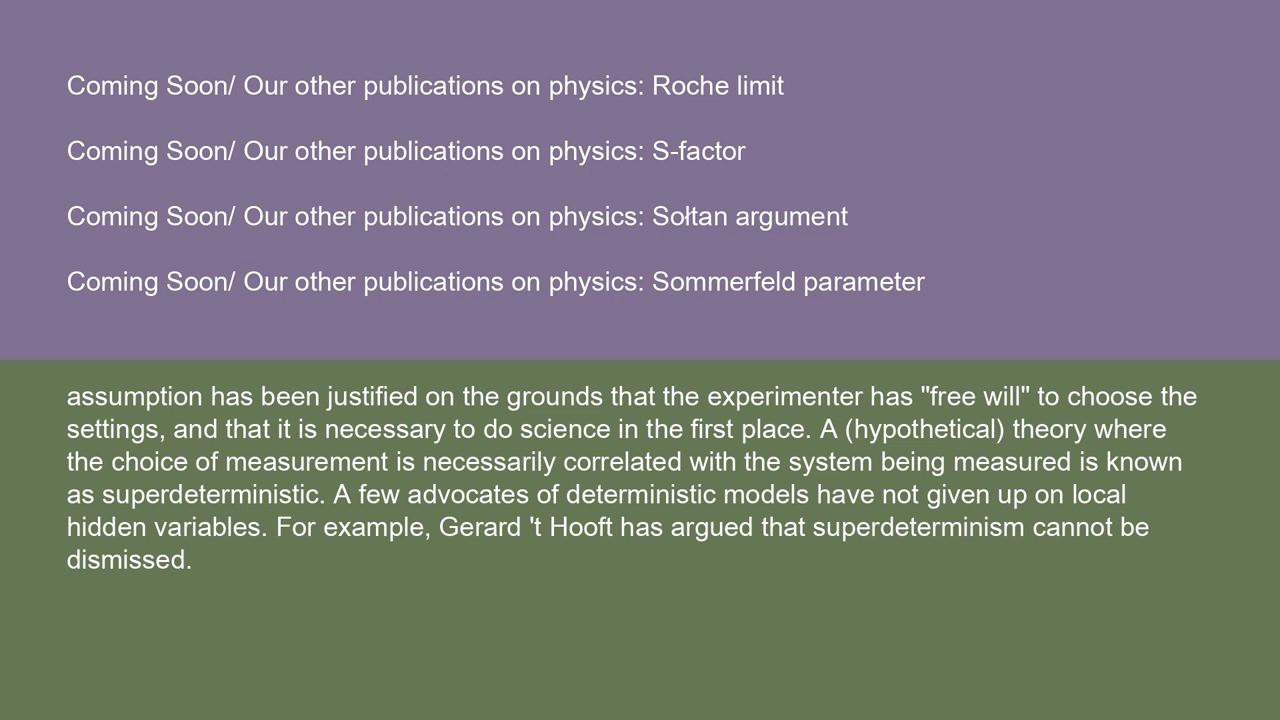 Coming Soon/ Our other publications on physics: Roche limit
Coming Soon/ Our other publications on physics: S-factor
Coming Soon/ Our other publications on physics: Sołtan argument
Coming Soon/ Our other publications on physics: Sommerfeld parameter
assumption has been justified on the grounds that the experimenter has "free will" to choose the
settings, and that it is necessary to do science in the first place. A (hypothetical) theory where
the choice of measurement is necessarily correlated with the system being measured is known
as superdeterministic. A few advocates of deterministic models have not given up on local
hidden variables. For example, Gerard 't Hooft has argued that superdeterminism cannot be
dismissed.